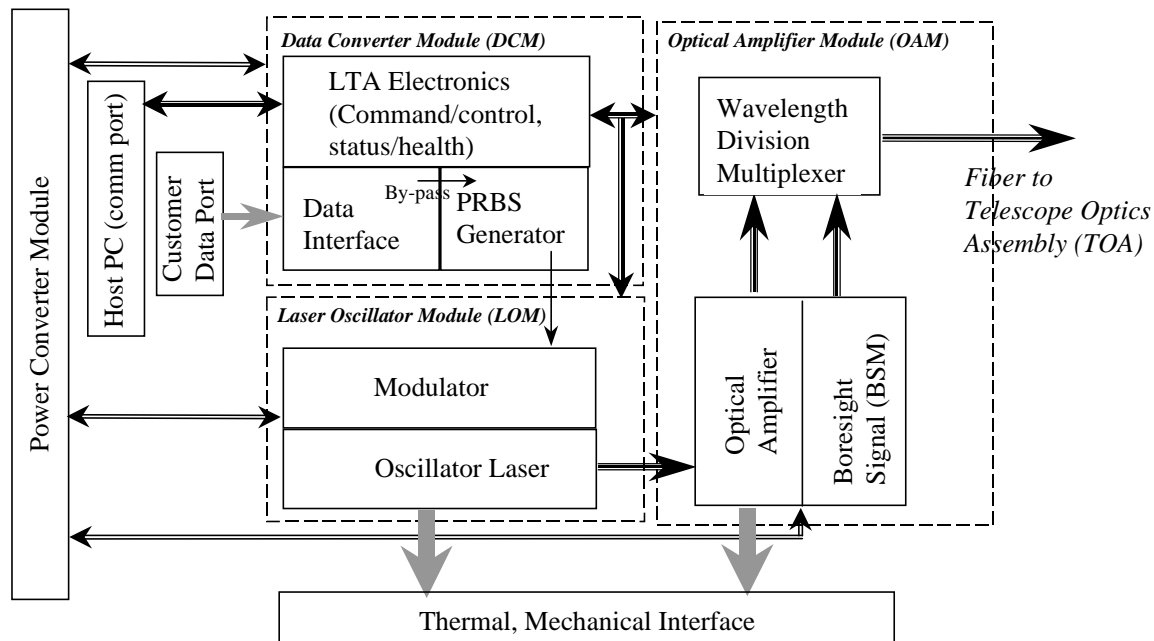 Data Converter Module (DCM)
Optical Amplifier Module (OAM)
LTA Electronics
(Command/control,
status/health)
Wavelength
Division
Multiplexer
By-pass
Data
Interface
PRBS
Generator
Fiber to
Telescope Optics
Assembly (TOA)
Power Converter Module
Host PC (comm port)
Customer
Data Port
Laser Oscillator Module (LOM)
Modulator
Oscillator Laser
Optical
Amplifier
Boresight
Signal (BSM)
Thermal, Mechanical Interface